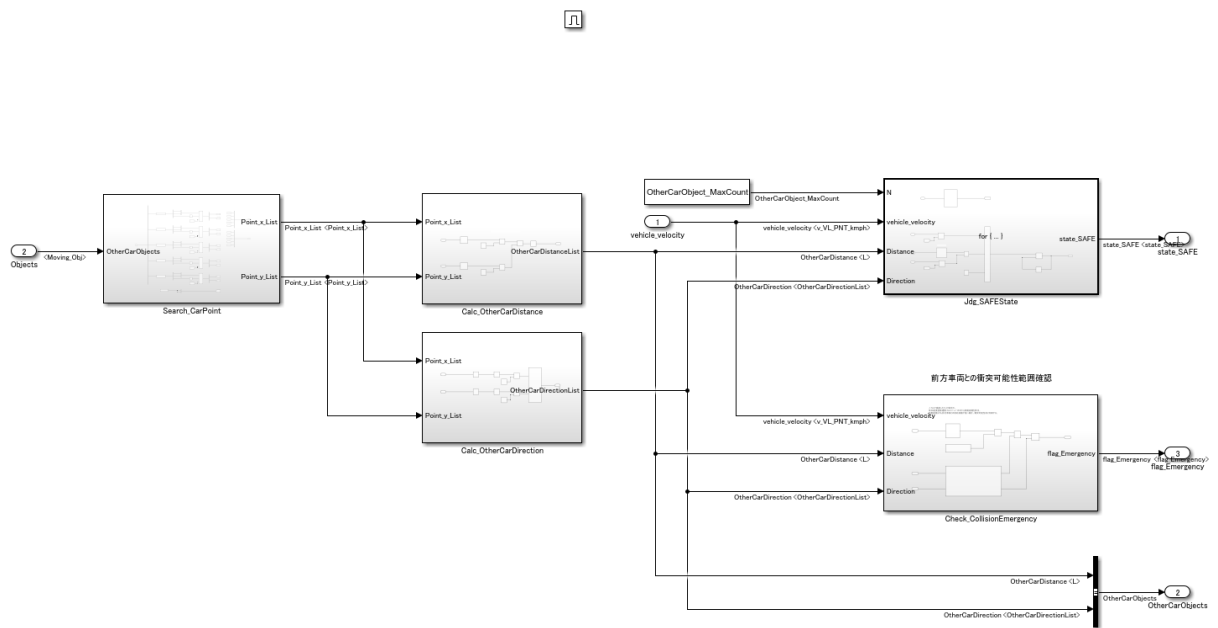 OtherCarObject_MaxCount
OtherCarObject_MaxCount
N
1
vehicle_velocity
vehicle_velocity <v_VL_PNT_kmph>
vehicle_velocity
for { ... }
state_SAFE
state_SAFE <state_SAFE>
1
state_SAFE
Distance
OtherCarDistance <L>
Direction
OtherCarDirection <OtherCarDirectionList>
Jdg_SAFEState
2
Objects
<Moving_Obj>
OtherCarObjects
Point_x_List
Point_x_List <Point_x_List>
Point_y_List
Point_y_List <Point_y_List>
Search_CarPoint
Point_x_List
OtherCarDistanceList
Point_y_List
Calc_OtherCarDistance
Point_x_List
OtherCarDirectionList
Point_y_List
Calc_OtherCarDirection
前方車両との衝突可能性範囲確認
vehicle_velocity <v_VL_PNT_kmph>
vehicle_velocity
OtherCarDistance <L>
Distance
flag_Emergency
flag_Emergency <flag_Emergency>
3
flag_Emergency
OtherCarDirection <OtherCarDirectionList>
Direction
Check_CollisionEmergency
OtherCarDistance <L>
OtherCarObjects
2
OtherCarObjects
OtherCarDirection <OtherCarDirectionList>